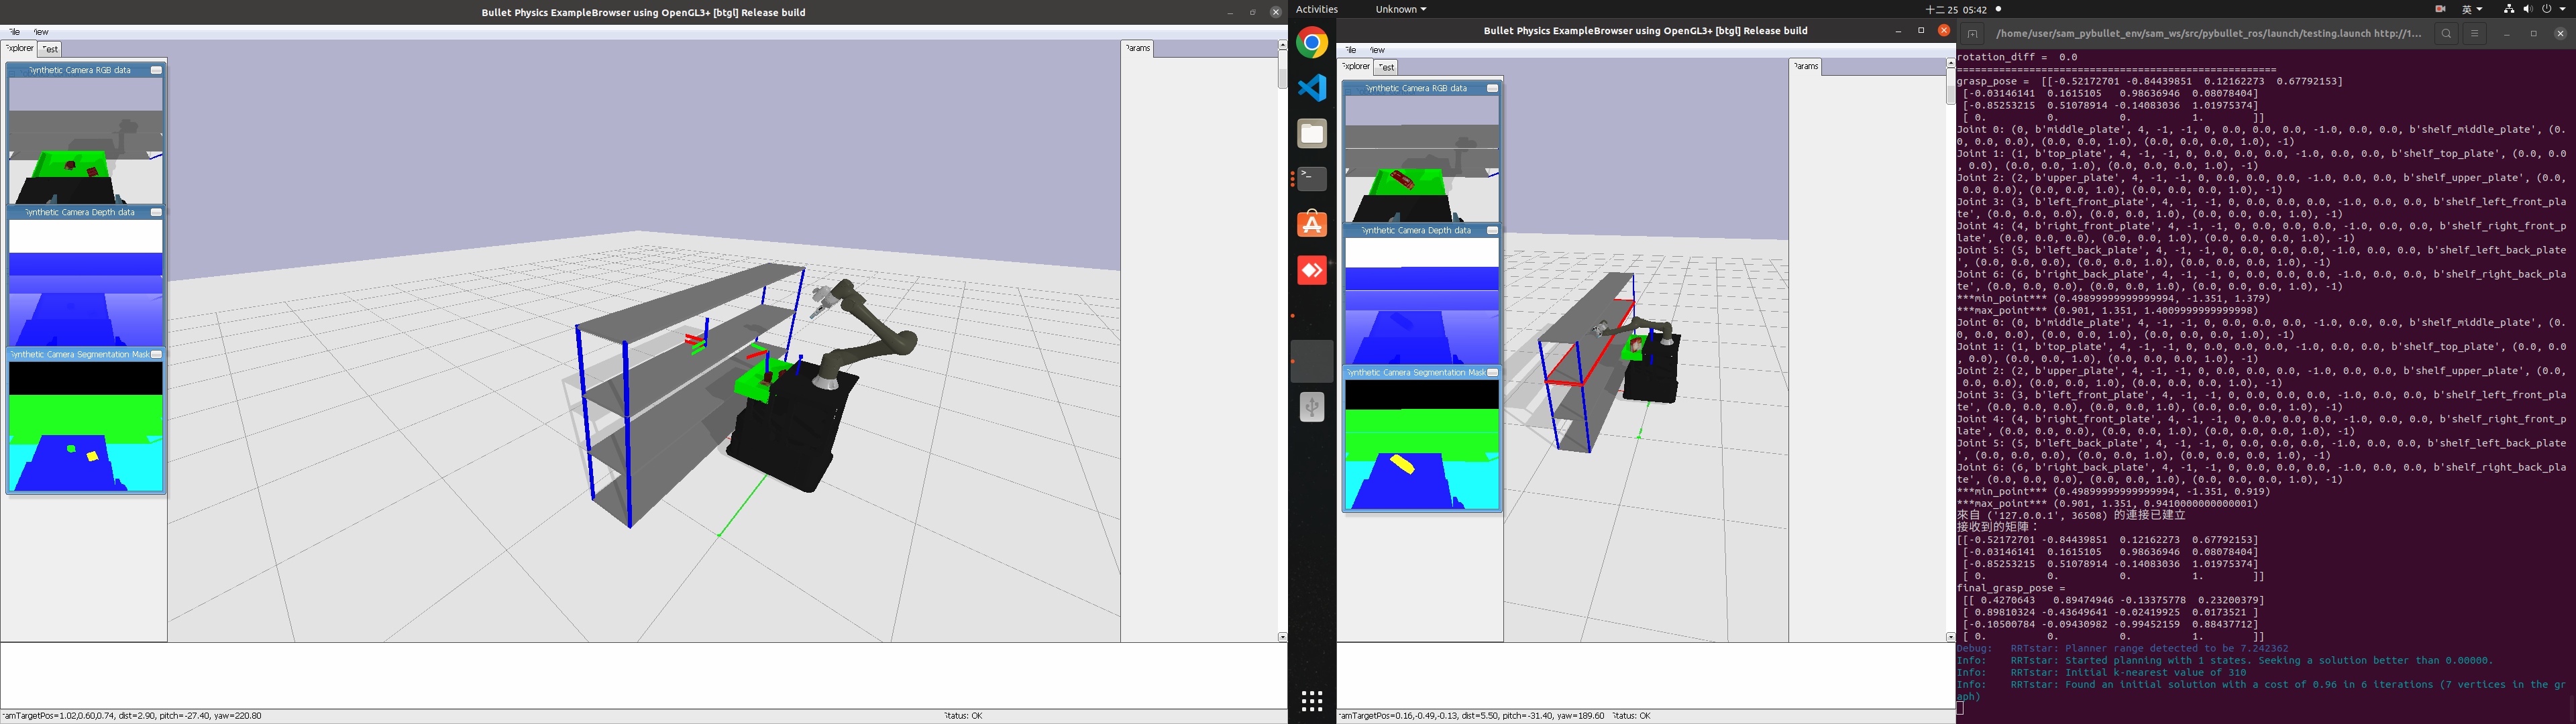 Bullet Physics ExampleBrowser using OpenGL3+ [btgl] Release build
File View
Explorer Test
Synthetic Camera RGB data
Synthetic Camera Depth data
Synthetic Camera Segmentation Mask
Params
amTargetPos=1.02,0.60,0.74, dist=2.90, pitch=-27.40, yaw=220.80
Status: OK
Activities
Unknown
十二 25 05:42
英
Bullet Physics ExampleBrowser using OpenGL3+ [btgl] Release build
File View
Explorer Test
Synthetic Camera RGB data
Synthetic Camera Depth data
Synthetic Camera Segmentation Mask
Params
amTargetPos=0.16,-0.49,-0.13, dist=5.50, pitch=-31.40, yaw=189.60
Status: OK
/home/user/sam_pybullet_env/sam_ws/src/pybullet_ros/launch/testing.launch http://1...
rotation_diff =  0.0
===================================================
grasp_pose =  [[-0.52172701 -0.84439851  0.12162273  0.67792153]
 [-0.03146141  0.1615105   0.98636946  0.08078404]
 [-0.85253215  0.51078914 -0.14083036  1.01975374]
 [ 0.          0.          0.          1.        ]]
Joint 0: (0, b'middle_plate', 4, -1, -1, 0, 0.0, 0.0, 0.0, -1.0, 0.0, 0.0, b'shelf_middle_plate', (0.0, 0.0, 0.0), (0.0, 0.0, 0.0), (0.0, 0.0, 0.0, 1.0), -1)
Joint 1: (1, b'top_plate', 4, -1, -1, 0, 0.0, 0.0, 0.0, -1.0, 0.0, 0.0, b'shelf_top_plate', (0.0, 0.0, 0.0), (0.0, 0.0, 0.0), (0.0, 0.0, 0.0, 1.0), -1)
Joint 2: (2, b'upper_plate', 4, -1, -1, 0, 0.0, 0.0, 0.0, -1.0, 0.0, 0.0, b'shelf_upper_plate', (0.0, 0.0, 0.0), (0.0, 0.0, 0.0), (0.0, 0.0, 0.0, 1.0), -1)
Joint 3: (3, b'left_front_plate', 4, -1, -1, 0, 0.0, 0.0, 0.0, -1.0, 0.0, 0.0, b'shelf_left_front_plate', (0.0, 0.0, 0.0), (0.0, 0.0, 0.0), (0.0, 0.0, 0.0, 1.0), -1)
Joint 4: (4, b'right_front_plate', 4, -1, -1, 0, 0.0, 0.0, 0.0, -1.0, 0.0, 0.0, b'shelf_right_front_plate', (0.0, 0.0, 0.0), (0.0, 0.0, 0.0), (0.0, 0.0, 0.0, 1.0), -1)
Joint 5: (5, b'left_back_plate', 4, -1, -1, 0, 0.0, 0.0, 0.0, -1.0, 0.0, 0.0, b'shelf_left_back_plate', (0.0, 0.0, 0.0), (0.0, 0.0, 0.0), (0.0, 0.0, 0.0, 1.0), -1)
Joint 6: (6, b'right_back_plate', 4, -1, -1, 0, 0.0, 0.0, 0.0, -1.0, 0.0, 0.0, b'shelf_right_back_plate', (0.0, 0.0, 0.0), (0.0, 0.0, 0.0), (0.0, 0.0, 0.0, 1.0), -1)
***min_point*** (0.49899999999999994, -1.351, 1.379)
***max_point*** (0.901, 1.351, 1.4009999999999998)
Joint 0: (0, b'middle_plate', 4, -1, -1, 0, 0.0, 0.0, 0.0, -1.0, 0.0, 0.0, b'shelf_middle_plate', (0.0, 0.0, 0.0), (0.0, 0.0, 0.0), (0.0, 0.0, 0.0, 1.0), -1)
Joint 1: (1, b'top_plate', 4, -1, -1, 0, 0.0, 0.0, 0.0, -1.0, 0.0, 0.0, b'shelf_top_plate', (0.0, 0.0, 0.0), (0.0, 0.0, 0.0), (0.0, 0.0, 0.0, 1.0), -1)
Joint 2: (2, b'upper_plate', 4, -1, -1, 0, 0.0, 0.0, 0.0, -1.0, 0.0, 0.0, b'shelf_upper_plate', (0.0, 0.0, 0.0), (0.0, 0.0, 0.0), (0.0, 0.0, 0.0, 1.0), -1)
Joint 3: (3, b'left_front_plate', 4, -1, -1, 0, 0.0, 0.0, 0.0, -1.0, 0.0, 0.0, b'shelf_left_front_plate', (0.0, 0.0, 0.0), (0.0, 0.0, 0.0), (0.0, 0.0, 0.0, 1.0), -1)
Joint 4: (4, b'right_front_plate', 4, -1, -1, 0, 0.0, 0.0, 0.0, -1.0, 0.0, 0.0, b'shelf_right_front_plate', (0.0, 0.0, 0.0), (0.0, 0.0, 0.0), (0.0, 0.0, 0.0, 1.0), -1)
Joint 5: (5, b'left_back_plate', 4, -1, -1, 0, 0.0, 0.0, 0.0, -1.0, 0.0, 0.0, b'shelf_left_back_plate', (0.0, 0.0, 0.0), (0.0, 0.0, 0.0), (0.0, 0.0, 0.0, 1.0), -1)
Joint 6: (6, b'right_back_plate', 4, -1, -1, 0, 0.0, 0.0, 0.0, -1.0, 0.0, 0.0, b'shelf_right_back_plate', (0.0, 0.0, 0.0), (0.0, 0.0, 0.0), (0.0, 0.0, 0.0, 1.0), -1)
***min_point*** (0.49899999999999994, -1.351, 0.919)
***max_point*** (0.901, 1.351, 0.9410000000000001)
來自 ('127.0.0.1', 36508) 的連接已建立
接收到的矩陣：
[[-0.52172701 -0.84439851  0.12162273  0.67792153]
 [-0.03146141  0.1615105   0.98636946  0.08078404]
 [-0.85253215  0.51078914 -0.14083036  1.01975374]
 [ 0.          0.          0.          1.        ]]
final_grasp_pose =
 [[ 0.4270643   0.89474946 -0.13375778  0.23200379]
 [ 0.89810324 -0.43649641 -0.02419925  0.0173521 ]
 [-0.10500784 -0.09430982 -0.99452159  0.88437712]
 [ 0.          0.          0.          1.        ]]
Debug:   RRTstar: Planner range detected to be 7.242362
Info:    RRTstar: Started planning with 1 states. Seeking a solution better than 0.00000.
Info:    RRTstar: Initial k-nearest value of 310
Info:    RRTstar: Found an initial solution with a cost of 0.96 in 6 iterations (7 vertices in the graph)